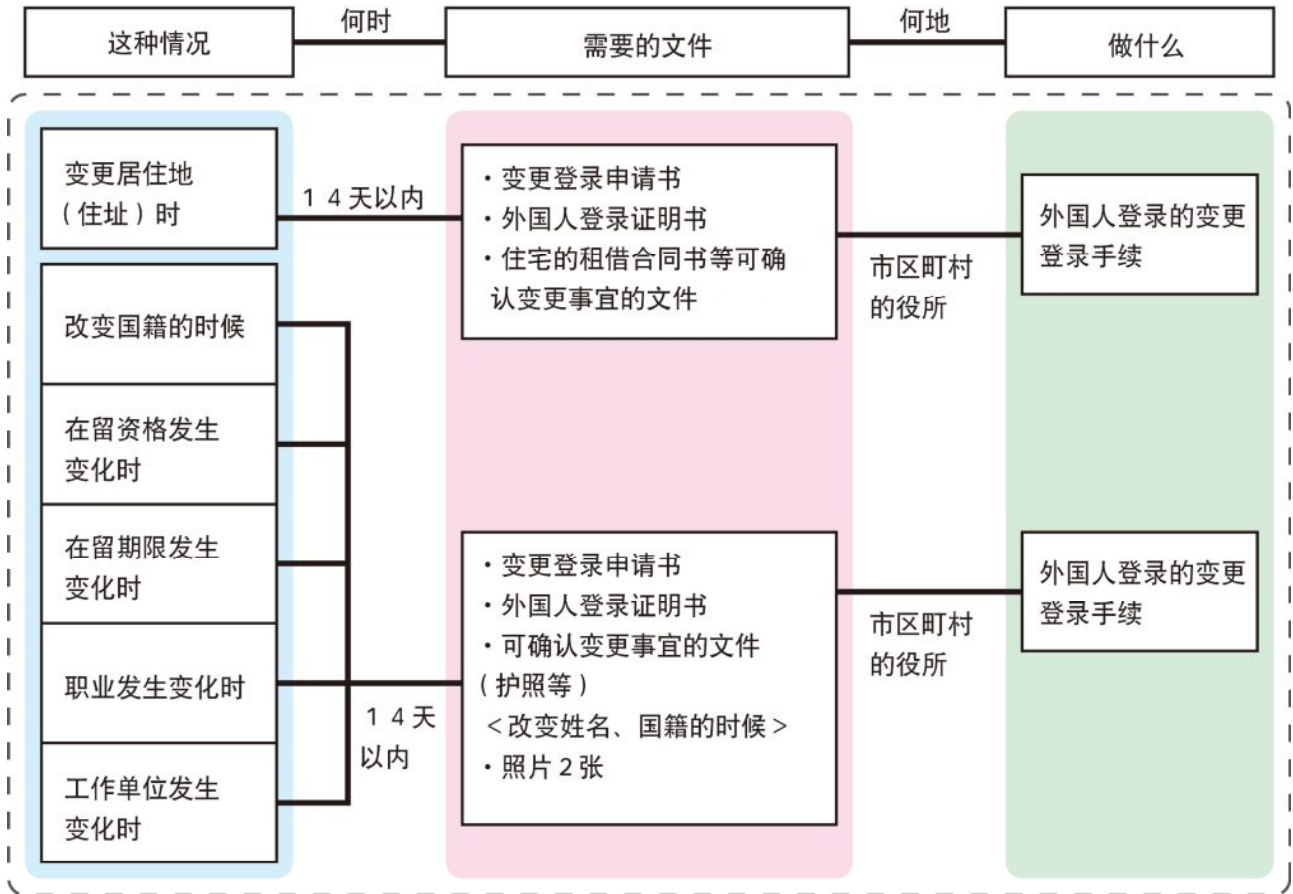 这种情况
何时
需要的文件
何地
做什么
变更居住地
（住址）时
１４天以内
・变更登录申请书
・外国人登录证明书
・住宅的租借合同书等可确
认变更事宜的文件
市区町村
的役所
外国人登录的变更
登录手续
改变国籍的时候
在留资格发生
变化时
在留期限发生
变化时
职业发生变化时
工作单位发生
变化时
１４天
以内
・变更登录申请书
・外国人登录证明书
・可确认变更事宜的文件
（护照等）
＜改变姓名、国籍的时候＞
・照片２张
市区町村
的役所
外国人登录的变更
登录手续